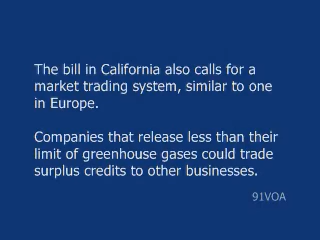 The bill in California also calls for a
market trading system, similar to one
in Europe.
Companies that release less than their
limit of greenhouse gases could trade
surplus credits to other businesses.
91VOA